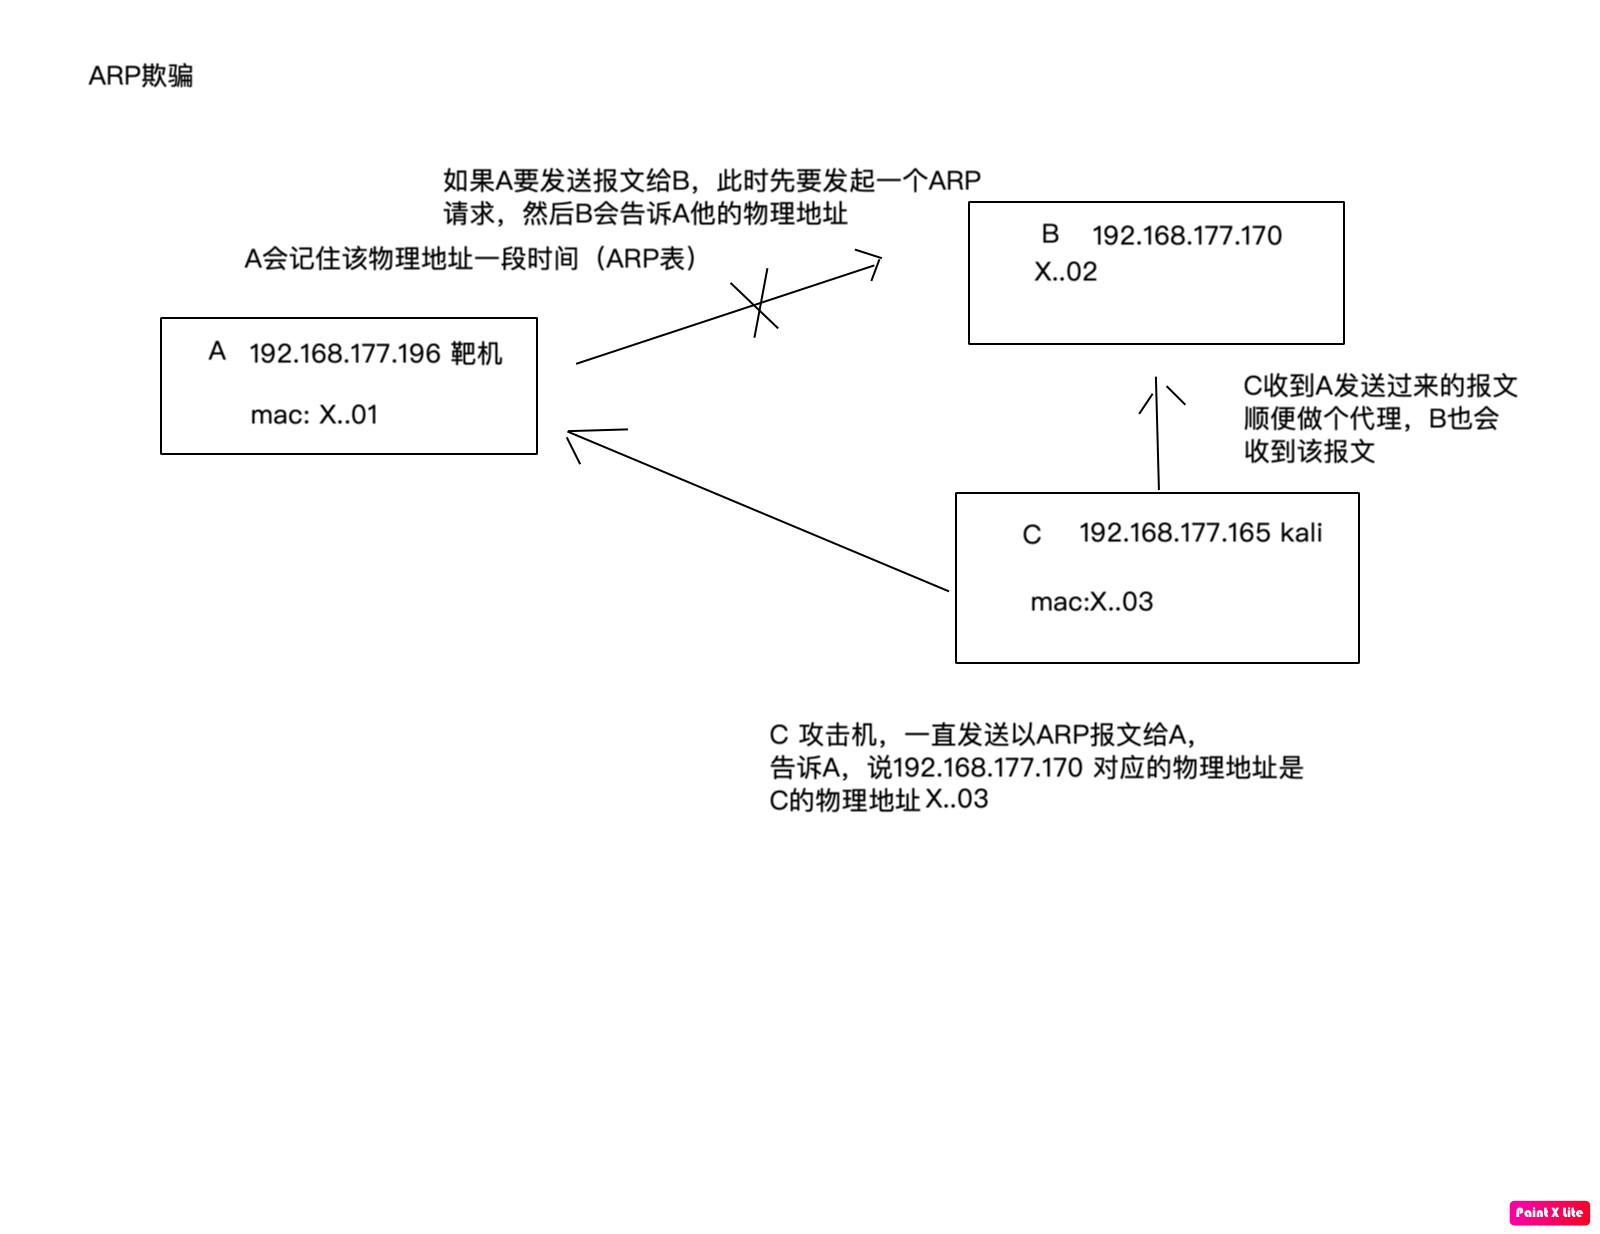 ARP欺骗
如果A要发送报文给B，此时先要发起一个ARP
请求，然后B会告诉A他的物理地址
A会记住该物理地址一段时间（ARP表）
B 192.168.177.170
X..02
A 192.168.177.196 靶机
mac: X..01
C收到A发送过来的报文
顺便做个代理，B也会
收到该报文
C 192.168.177.165 kali
mac:X..03
C 攻击机，一直发送以ARP报文给A，
告诉A，说192.168.177.170 对应的物理地址是
C的物理地址 X..03
Paint X Lite